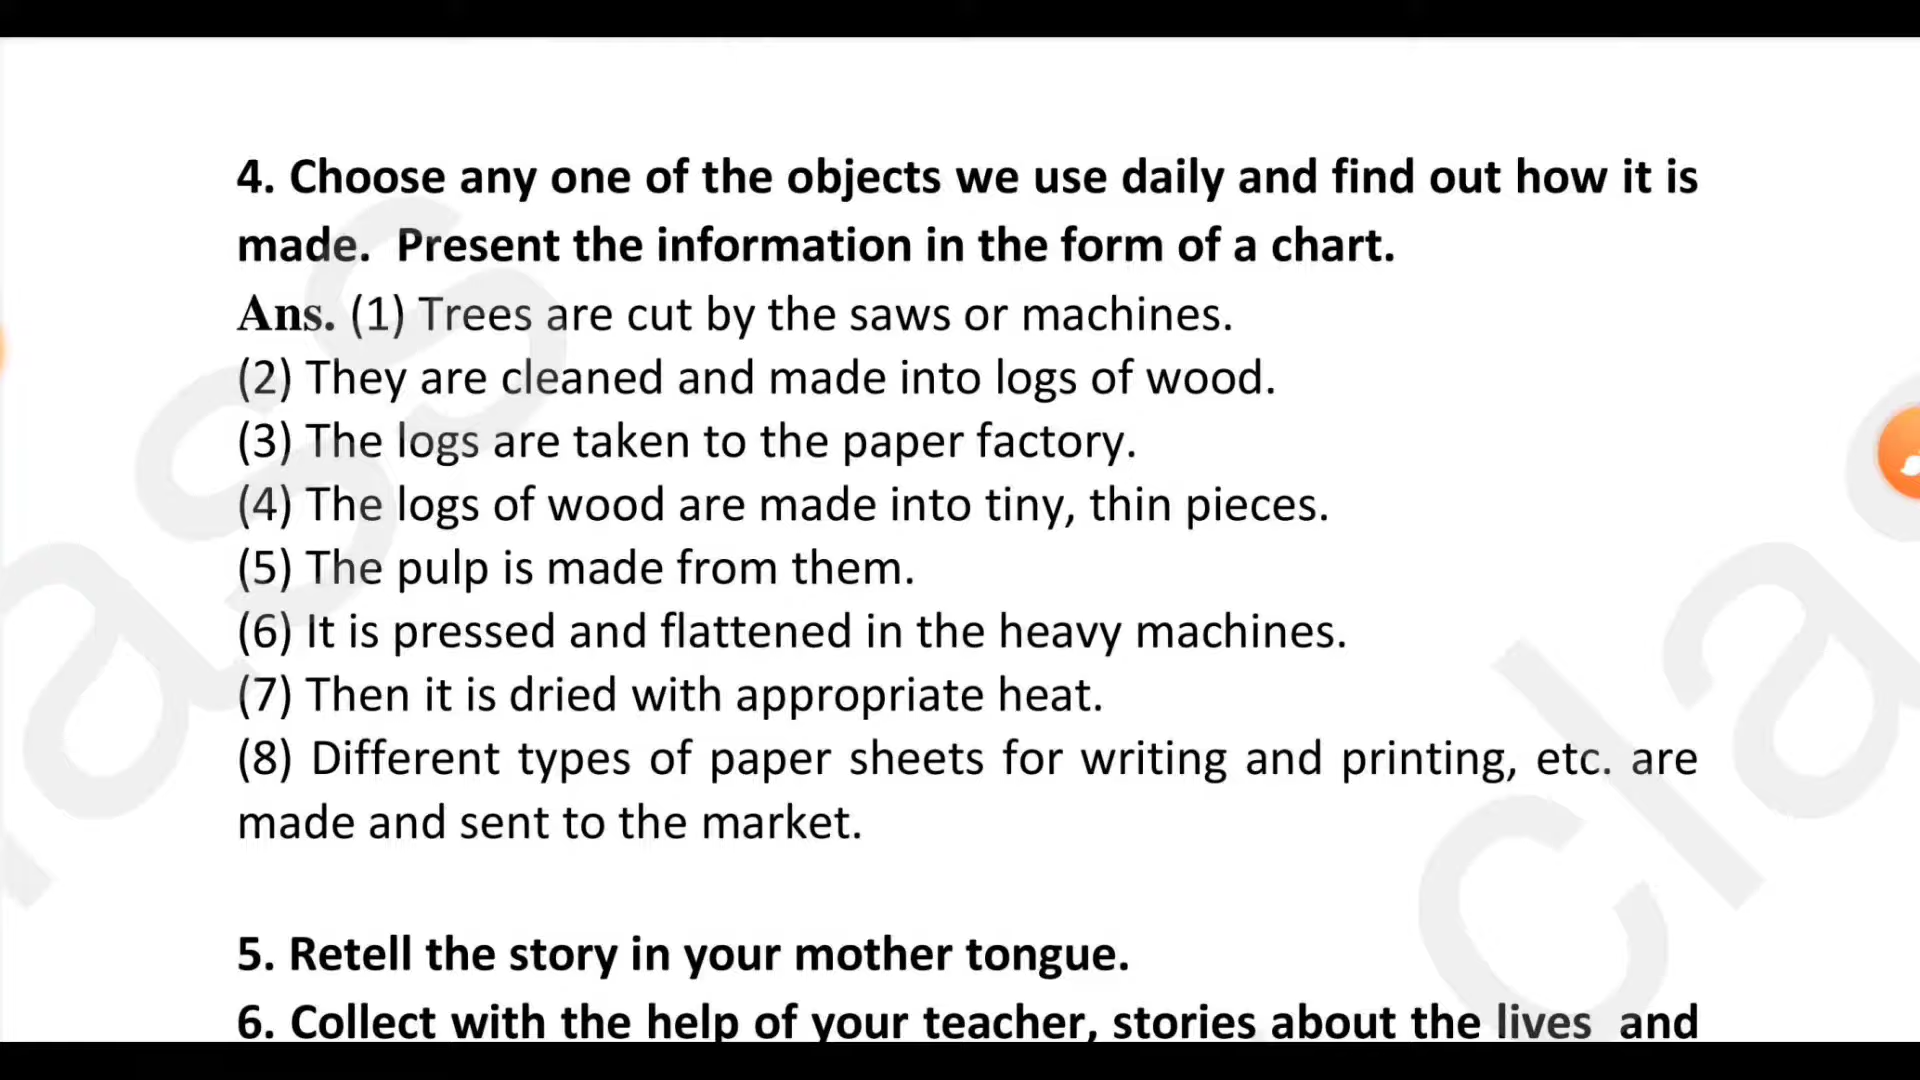 4. Choose any one of the objects we use daily and find out how it is
made. Present the information in the form of a chart.
Ans. (1) Trees are cut by the saws or machines.
(2) They are cleaned and made into logs of wood.
(3) The logs are taken to the paper factory.
(4) The logs of wood are made into tiny, thin pieces.
(5) The pulp is made from them.
(6) It is pressed and flattened in the heavy machines.
(7) Then it is dried with appropriate heat.
(8) Different types of paper sheets for writing and printing, etc. are
made and sent to the market.
5. Retell the story in your mother tongue.
6. Collect with the help of your teacher, stories about the lives and